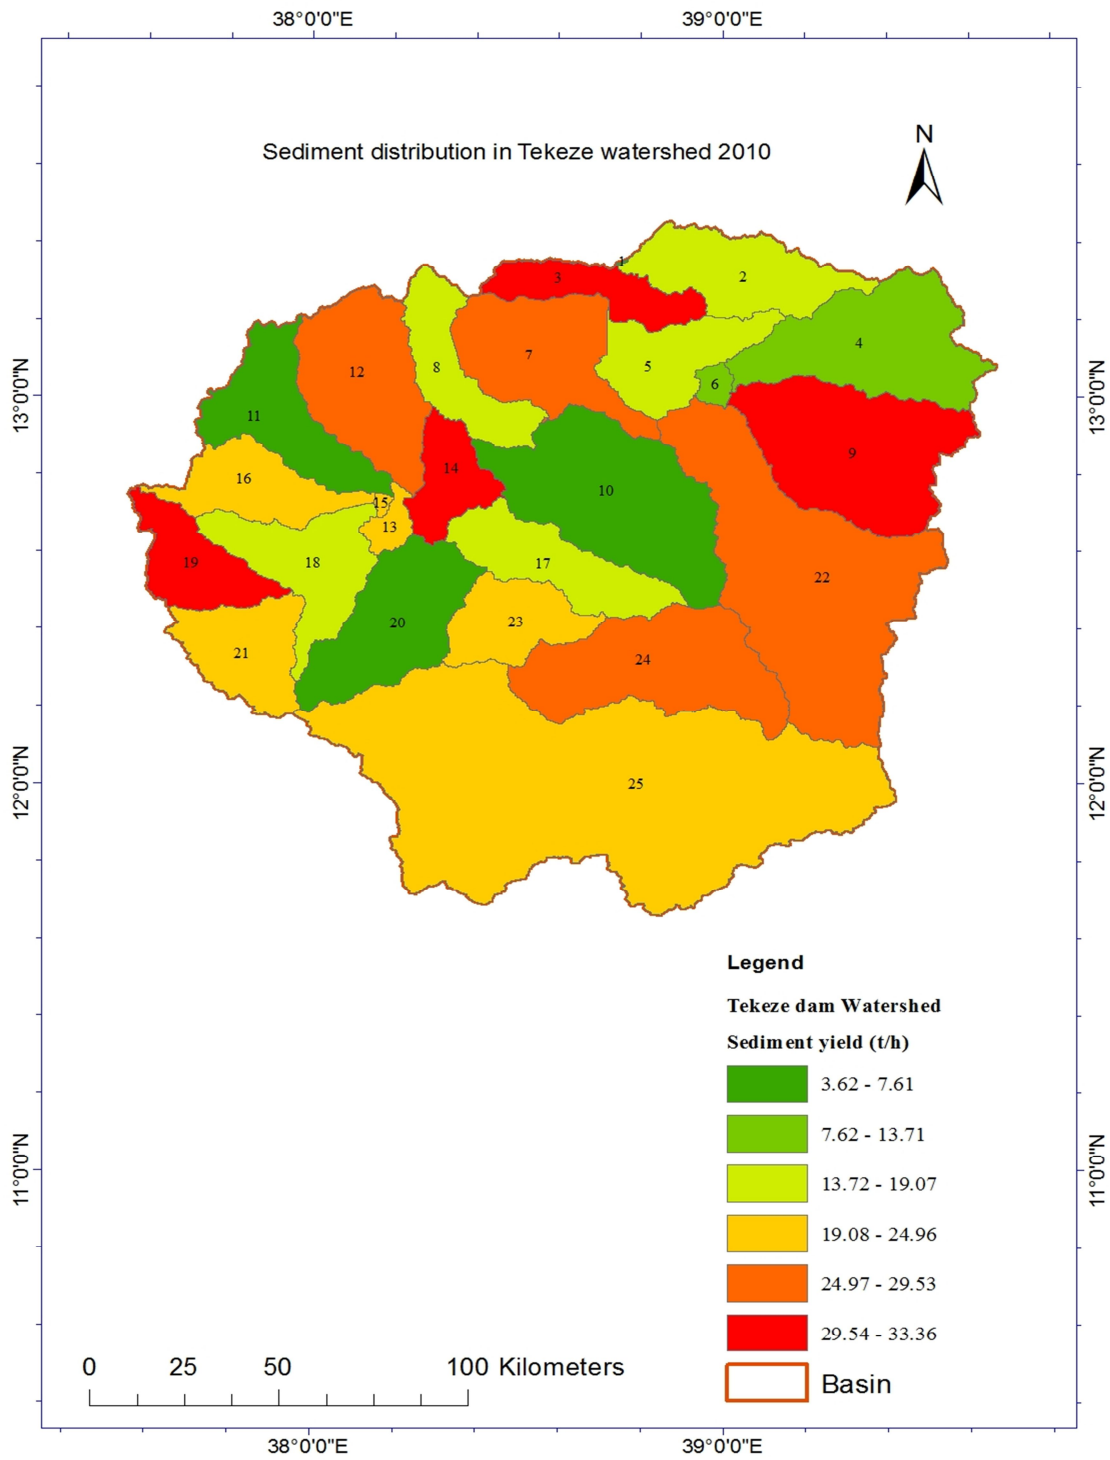 38°0'0"E 39°0'0"E
Sediment distribution in Tekeze watershed 2010
N
1
2
3
4
5
6
7
8
9
10
11
12
13
14
15
16
17
18
19
20
21
22
23
24
25
13°0'0"N
13°0'0"N
12°0'0"N
12°0'0"N
11°0'0"N
11°0'0"N
Legend
Tekeze dam Watershed
Sediment yield (t/h)
3.62 - 7.61
7.62 - 13.71
13.72 - 19.07
19.08 - 24.96
24.97 - 29.53
29.54 - 33.36
Basin
0 25 50 100 Kilometers
38°0'0"E 39°0'0"E